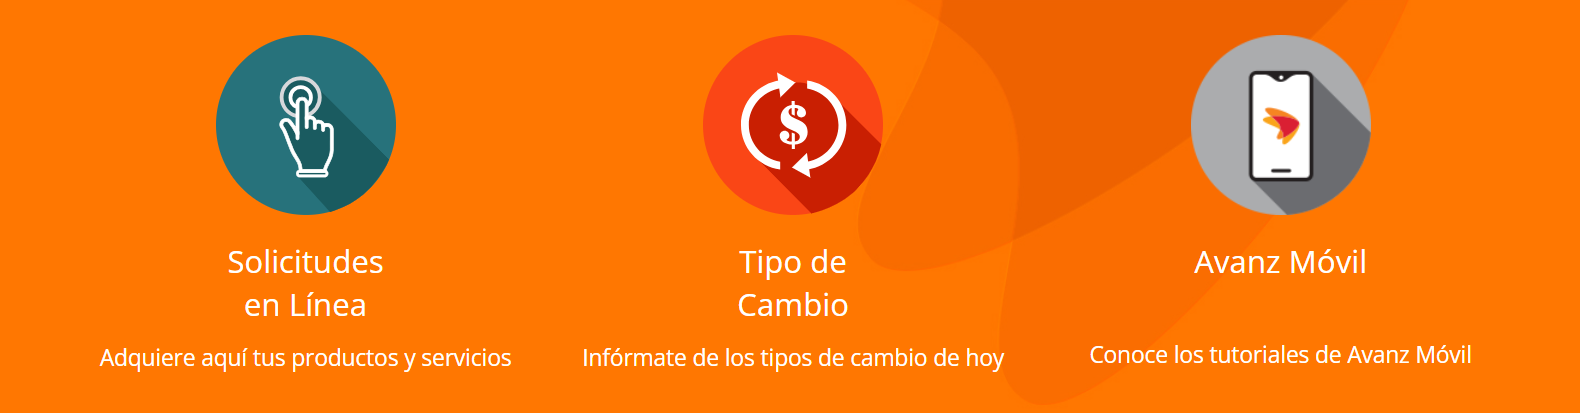 Solicitudes
en Línea
Adquiere aquí tus productos y servicios
$
Tipo de
Cambio
Infórmate de los tipos de cambio de hoy
Avanz Móvil
Conoce los tutoriales de Avanz Móvil